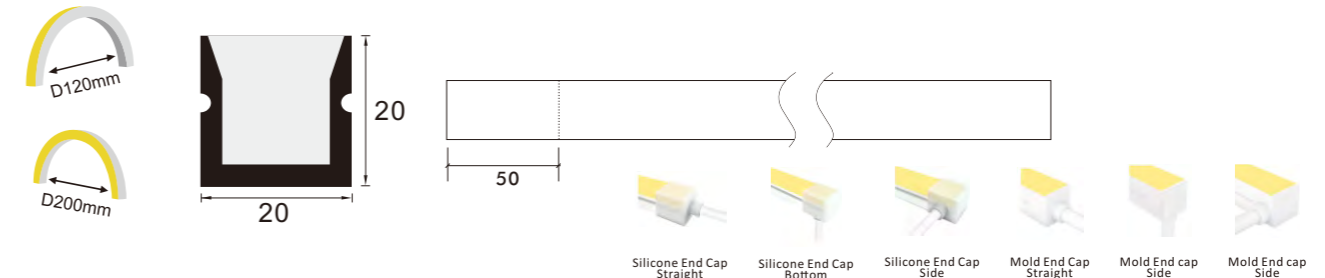 D120mm
D200mm
20
20
50
Silicone End Cap
Straight
Silicone End Cap
Bottom
Silicone End Cap
Side
Mold End cap
Straight
Mold End cap
Side
Mold End cap
Side